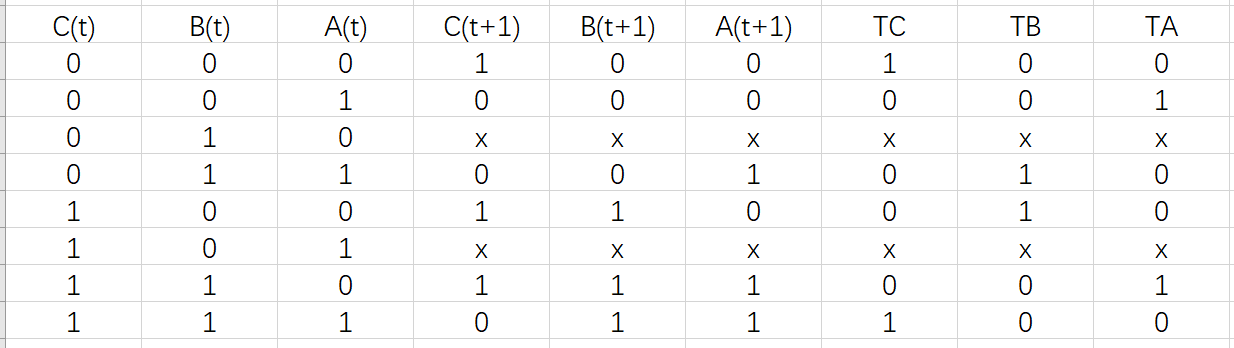 C(t) B(t) A(t) C(t+1) B(t+1) A(t+1) TC TB TA
0 0 0 1 0 0 1 0 0
0 0 1 0 0 0 0 0 1
0 1 0 x x x x x x
0 1 1 0 0 1 0 1 0
1 0 0 1 1 0 0 1 0
1 0 1 x x x x x x
1 1 0 1 1 1 0 0 1
1 1 1 0 1 1 1 0 0